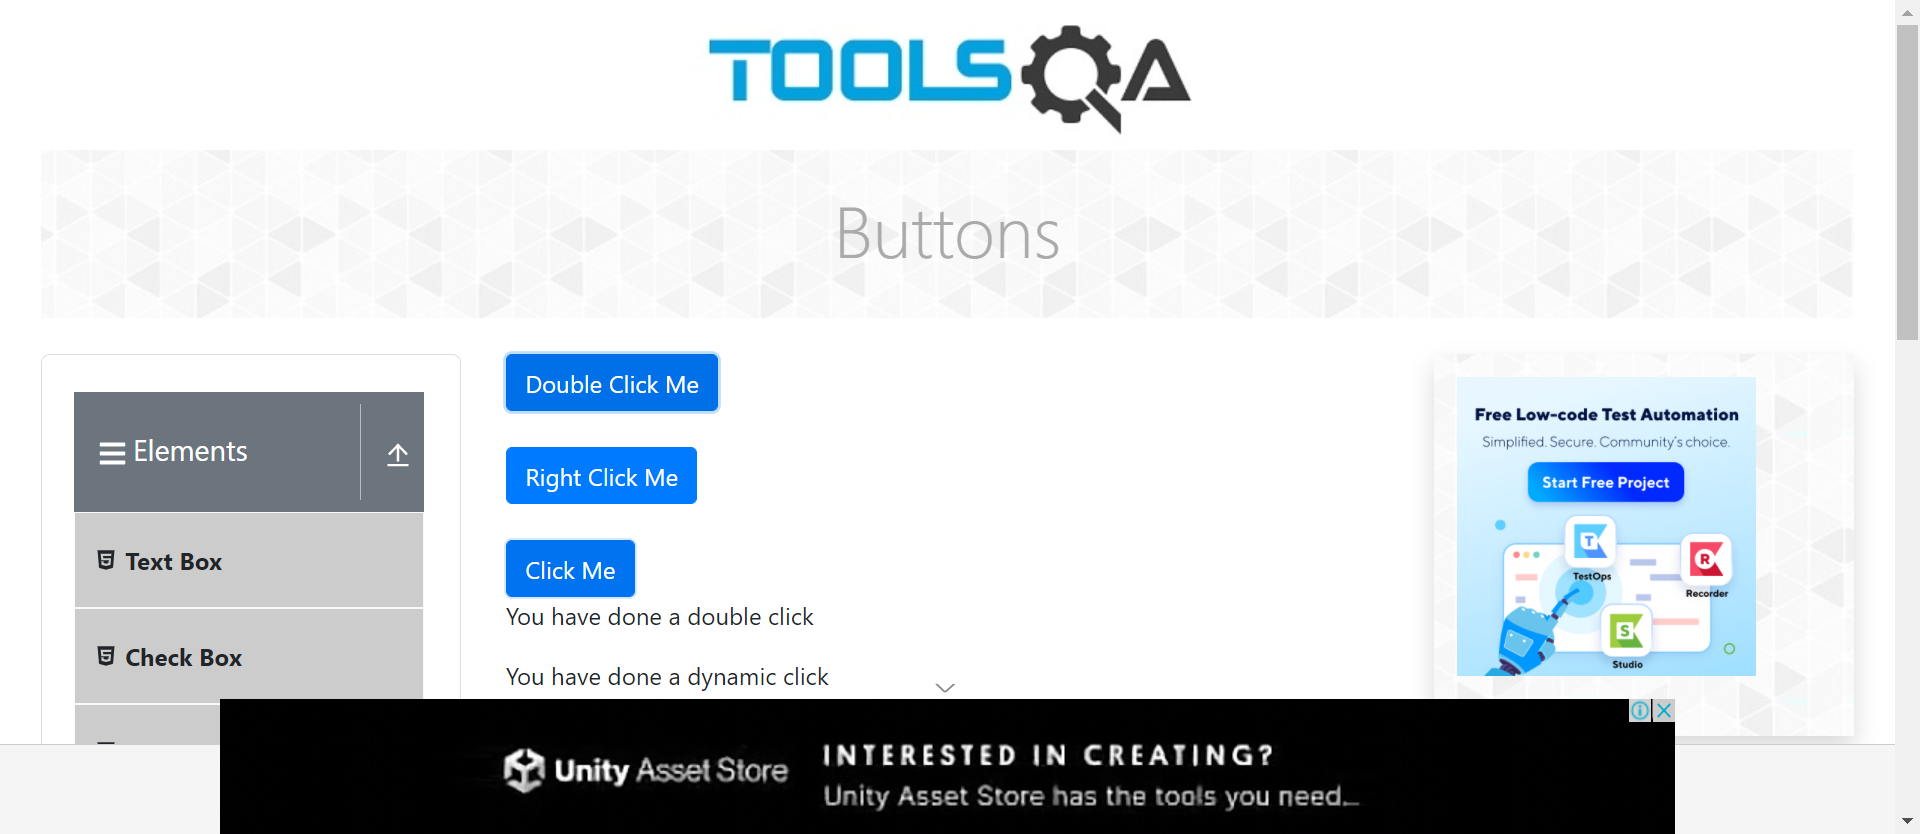 TOOLSQA
Buttons
Elements
Text Box
Check Box
Double Click Me
Right Click Me
Click Me
You have done a double click
You have done a dynamic click
Free Low-code Test Automation
Simplified. Secure. Community's choice.
Start Free Project
TestOps
Recorder
Studio
Unity Asset Store
INTERESTED IN CREATING?
Unity Asset Store has the tools you need...